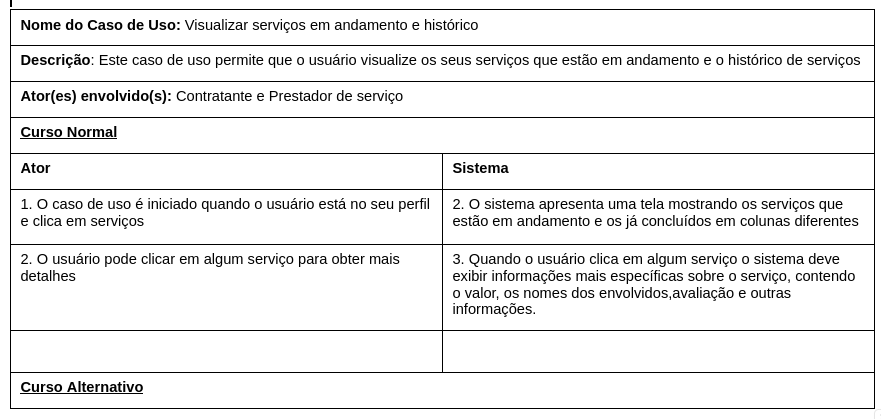 Nome do Caso de Uso: Visualizar serviços em andamento e histórico
Descrição: Este caso de uso permite que o usuário visualize os seus serviços que estão em andamento e o histórico de serviços
Ator(es) envolvido(s): Contratante e Prestador de serviço
Curso Normal
Ator
Sistema
1. O caso de uso é iniciado quando o usuário está no seu perfil
e clica em serviços
2. O sistema apresenta uma tela mostrando os serviços que
estão em andamento e os já concluídos em colunas diferentes
2. O usuário pode clicar em algum serviço para obter mais
detalhes
3. Quando o usuário clica em algum serviço o sistema deve
exibir informações mais específicas sobre o serviço, contendo
o valor, os nomes dos envolvidos,avaliação e outras
informações.
Curso Alternativo